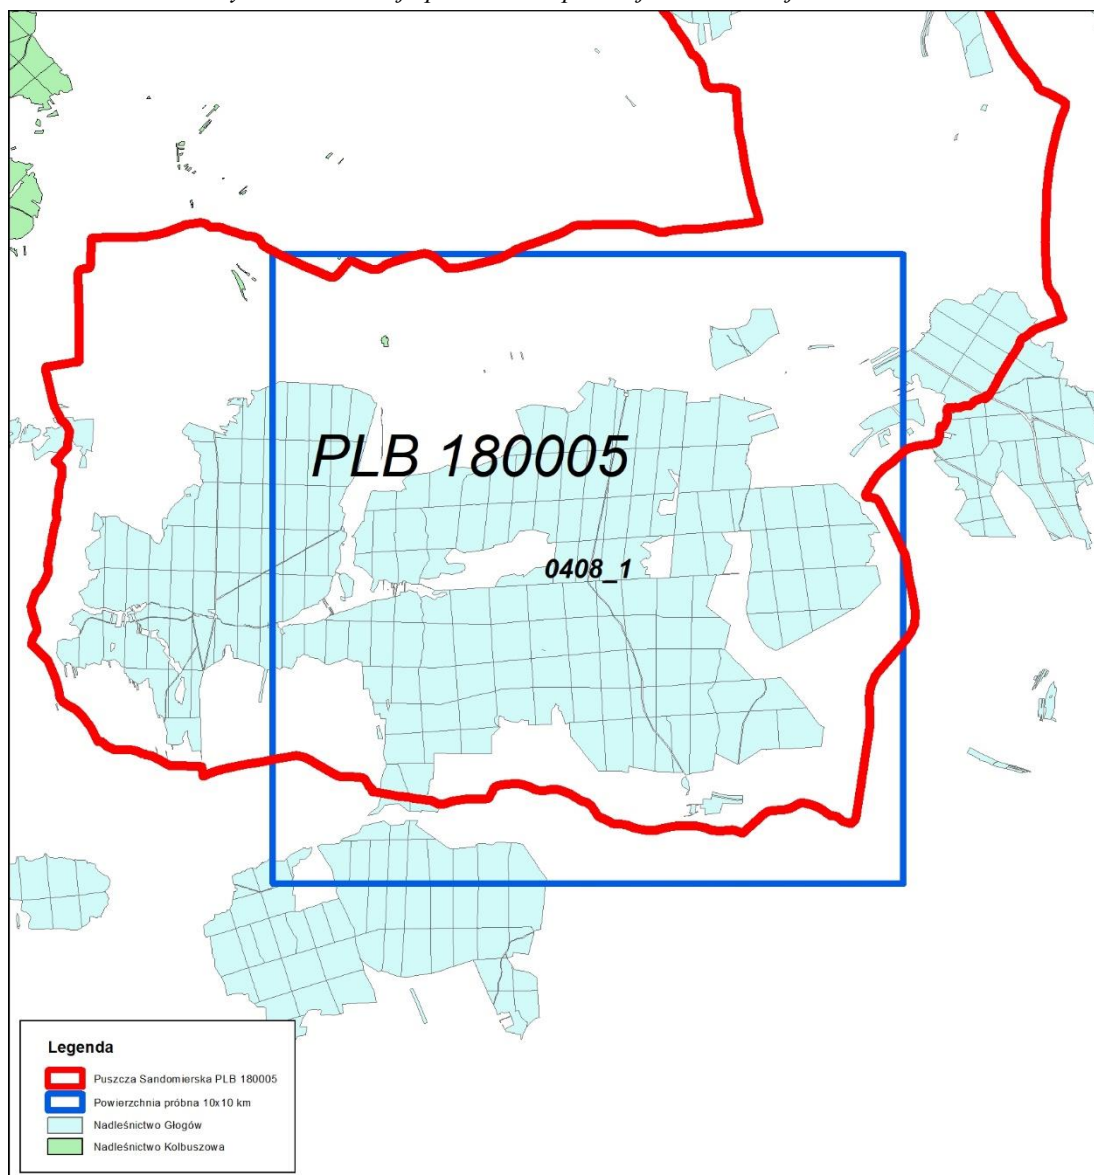 PLB 180005
0408_1
Legenda
Puszcza Sandomierska PLB 180005
Powierzchnia próbna 10x10 km
Nadleśnictwo Głogów
Nadleśnictwo Kolbuszowa